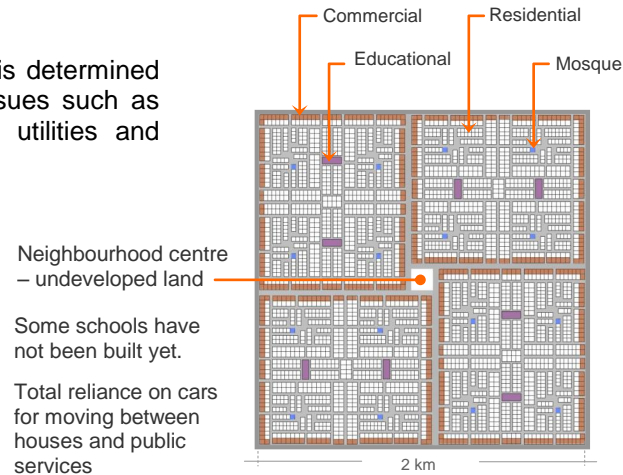 Commercial
Residential
Educational
Mosque
is determined
sues such as
utilities and
Neighbourhood centre
– undeveloped land
Some schools have
not been built yet.
Total reliance on cars
for moving between
houses and public
services
2 km